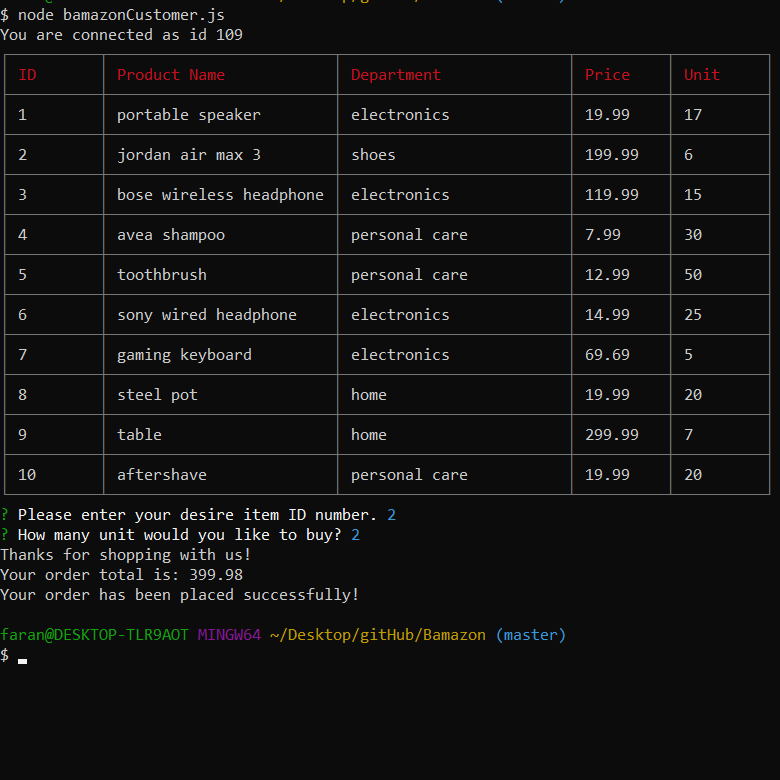 $ node bamazonCustomer.js
You are connected as id 109
ID Product Name Department Price Unit
1 portable speaker electronics 19.99 17
2 jordan air max 3 shoes 199.99 6
3 bose wireless headphone electronics 119.99 15
4 avea shampoo personal care 7.99 30
5 toothbrush personal care 12.99 50
6 sony wired headphone electronics 14.99 25
7 gaming keyboard electronics 69.69 5
8 steel pot home 19.99 20
9 table home 299.99 7
10 aftershave personal care 19.99 20
? Please enter your desire item ID number. 2
? How many unit would you like to buy? 2
Thanks for shopping with us!
Your order total is: 399.98
Your order has been placed successfully!
faran@DESKTOP-TLR9AOT MINGW64 ~/Desktop/gitHub/Bamazon (master)
$